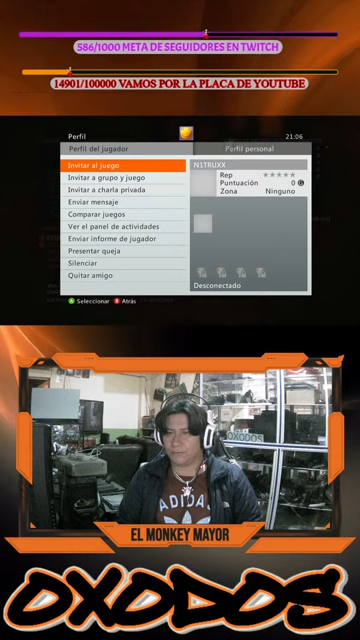 586/1000 META DE SEGUIDORES EN TWITCH
14901/100000 VAMOS POR LA PLACA DE YOUTUBE
Perfil
21:06
Perfil del jugador
Perfil personal
Invitar al juego
Invitar a grupo y juego
Invitar a charla privada
Enviar mensaje
Comparar juegos
Ver el panel de actividades
Enviar informe de jugador
Presentar queja
Silenciar
Quitar amigo
N1TRUXX
Rep
Puntuación 0 G
Zona Ninguno
Desconectado
A Seleccionar B Atrás
ADIDAS
EL MONKEY MAYOR
OXODOS